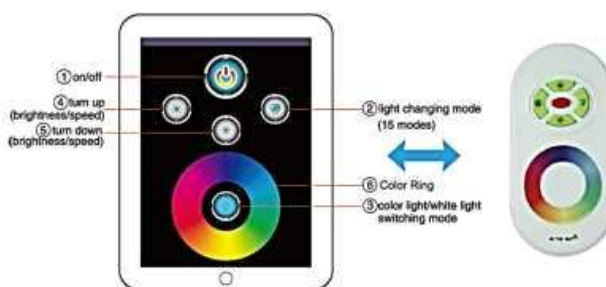 ①on/off
④turn up
(brightness/speed)
⑤turn down
(brightness/speed)
②light changing mode
(15 modes)
⑥Color Ring
③color light/white light
switching mode